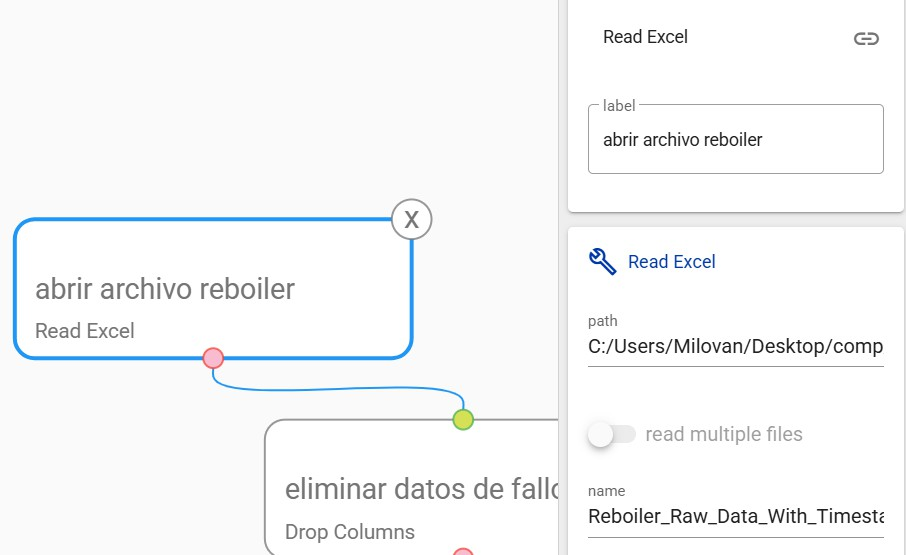 Read Excel
label
abrir archivo reboiler
X
abrir archivo reboiler
Read Excel
Read Excel
path
C:/Users/Milovan/Desktop/comp
read multiple files
eliminar datos de fallo
Drop Columns
name
Reboiler_Raw_Data_With_Timesta